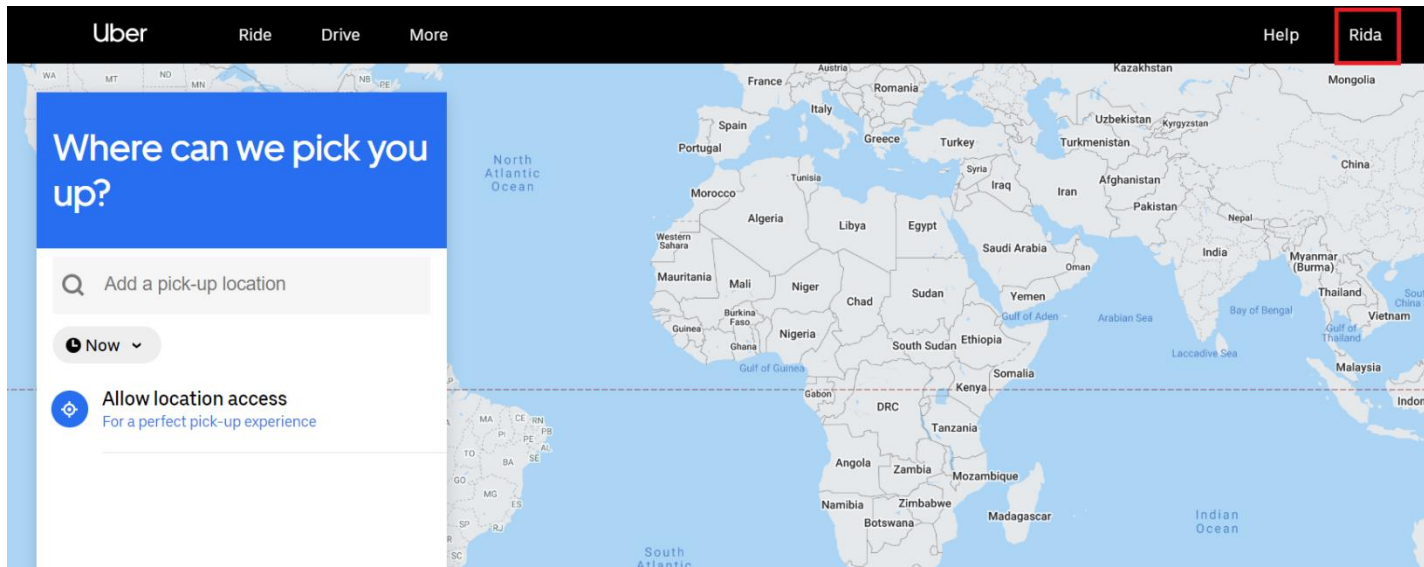 Uber
Ride
Drive
More
Help
Rida
Where can we pick you
up?
Add a pick-up location
Now
Allow location access
For a perfect pick-up experience
WA
MT
ND
MN
NB
PE
North
Atlantic
Ocean
France
Austria
Romania
Kazakhstan
Mongolia
Italy
Spain
Portugal
Greece
Turkey
Uzbekistan
Kyrgyzstan
Turkmenistan
China
Tunisia
Syria
Iraq
Iran
Afghanistan
Morocco
Pakistan
Algeria
Libya
Egypt
Nepal
Western
Sahara
Saudi Arabia
India
Myanmar
(Burma)
Oman
Mauritania
Mali
Niger
Chad
Sudan
Yemen
Thailand
Gulf of Aden
Arabian Sea
Bay of Bengal
Vietnam
Burkina
Faso
Guinea
Ghana
Nigeria
South Sudan
Ethiopia
Gulf of
Thailand
Laccadive Sea
Gulf of Guinea
Somalia
Malaysia
Kenya
Gabon
DRC
Tanzania
MA
CE
RN
PB
PI
PE
AL
SE
TO
BA
Angola
Zambia
Mozambique
GO
MG
ES
Namibia
Zimbabwe
Botswana
Madagascar
Indian
Ocean
SP
RJ
SC
South
Atlantic